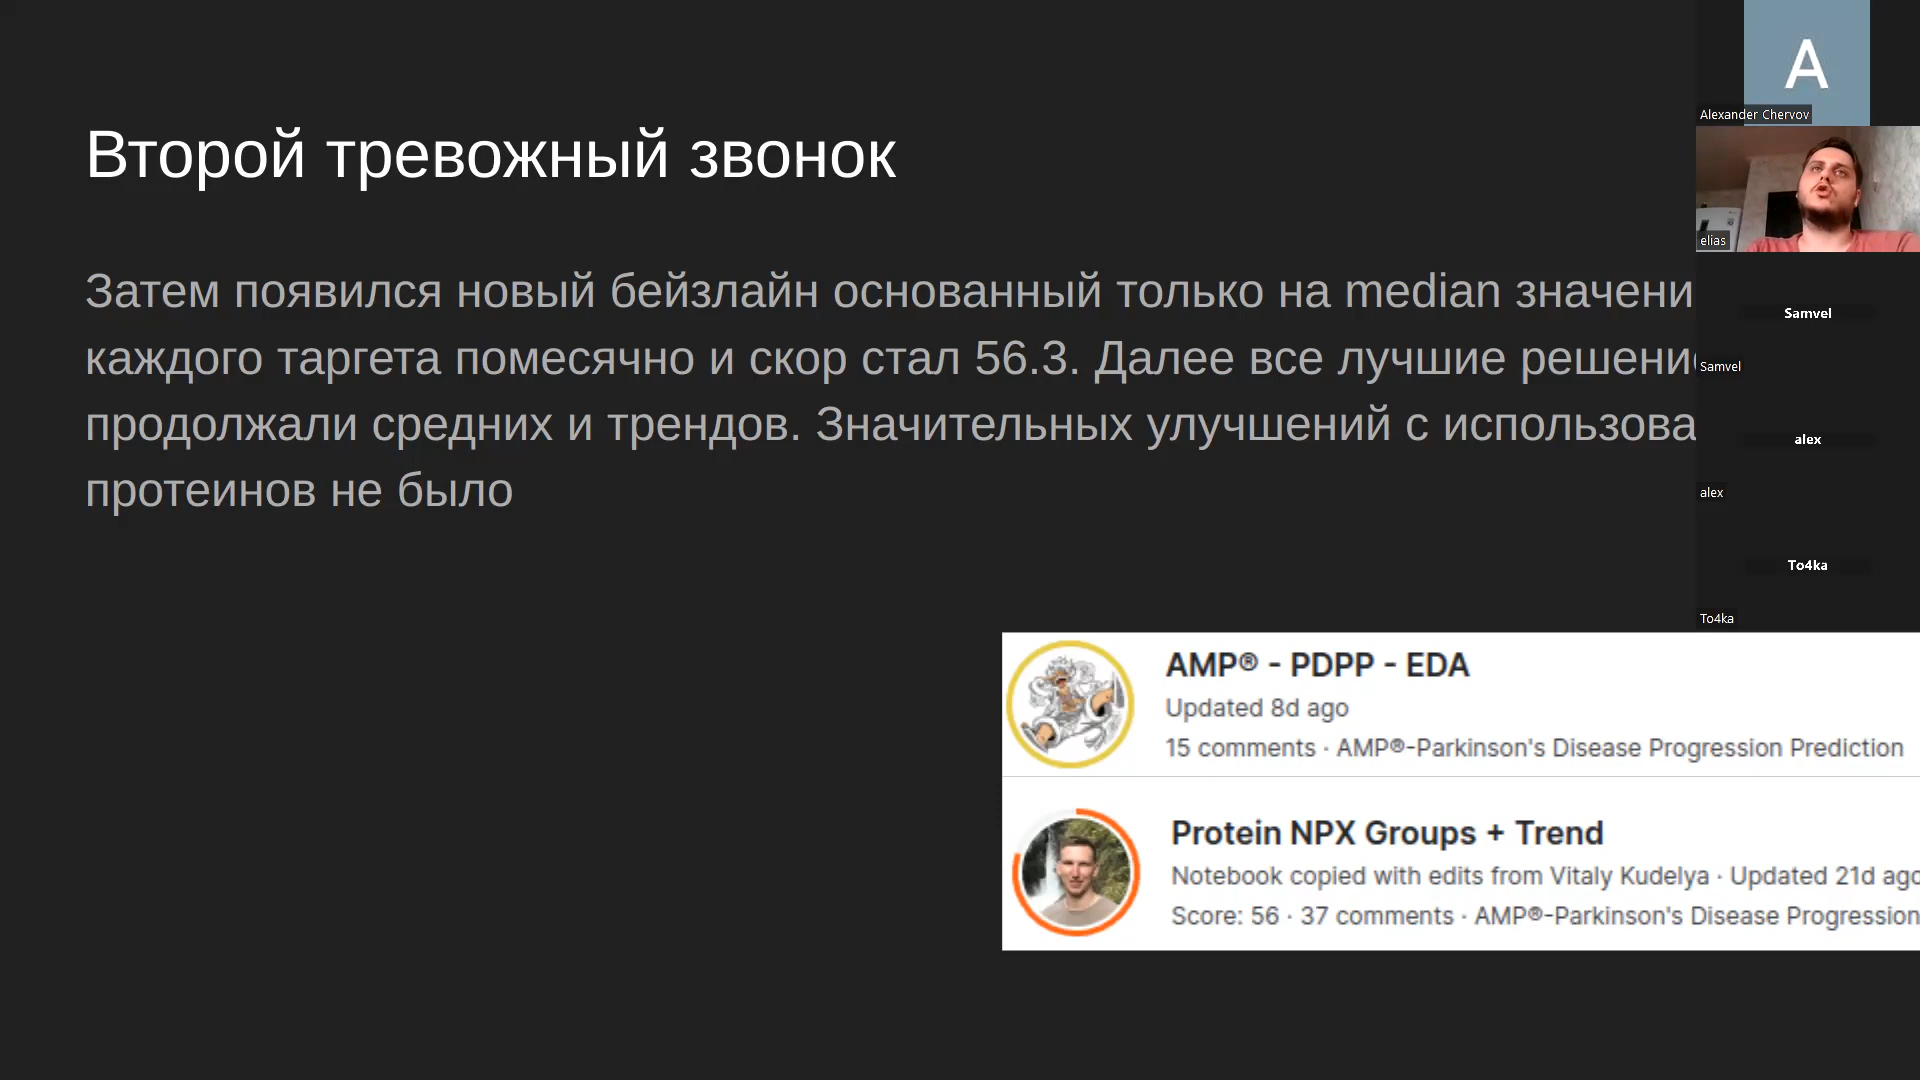 Второй тревожный звонок
Затем появился новый бейзлайн основанный только на median значени
каждого таргета помесячно и скор стал 56.3. Далее все лучшие решени
продолжали средних и трендов. Значительных улучшений с использова
протеинов не было
A
Alexander Chervov
elias
Samvel
Samvel
alex
alex
To4ka
To4ka
AMP® - PDPP - EDA
Updated 8d ago
15 comments · AMP®-Parkinson's Disease Progression Prediction
Protein NPX Groups + Trend
Notebook copied with edits from Vitaly Kudelya · Updated 21d ago
Score: 56 · 37 comments · AMP®-Parkinson's Disease Progression